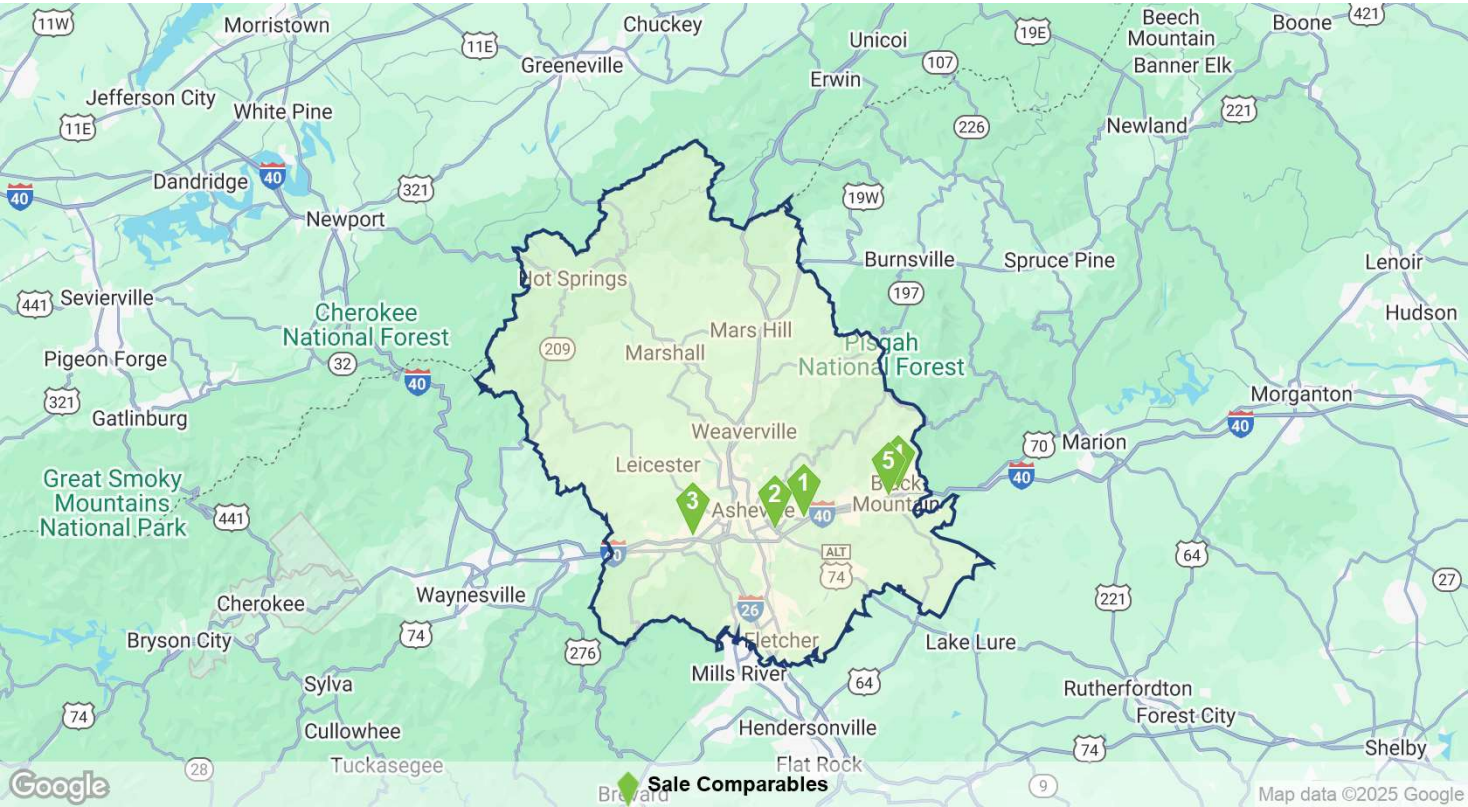 11W
Morristown
11E
Chuckey
Greeneville
Unicoi
107
Erwin
19E
Beech
Mountain
Banner Elk
Boone
421
Jefferson City
White Pine
11E
221
Newland
226
Dandridge
40
40
321
Newport
19W
Burnsville
Spruce Pine
Lenoir
197
Hot Springs
441
Sevierville
Cherokee
National Forest
Hudson
Mars Hill
Pisgah
National Forest
209
Marshall
Pigeon Forge
32
40
321
Gatlinburg
Morganton
40
Weaverville
70
Marion
40
Leicester
5
1
2
3
Black
Mountain
Asheville
40
Great Smoky
Mountains
National Park
441
40
ALT
74
64
27
Cherokee
Waynesville
26
221
Bryson City
74
276
Fletcher
Lake Lure
Mills River
64
Sylva
Rutherfordton
Forest City
74
Cullowhee
Hendersonville
74
Shelby
Tuckasegee
28
Flat Rock
9
Google
Brevard
Sale Comparables
Map data ©2025 Google